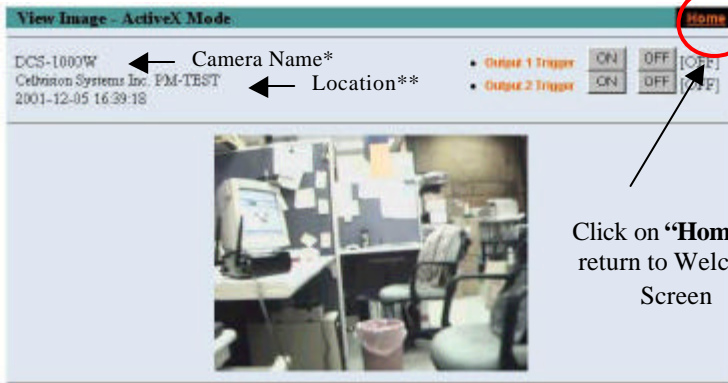 View Image - ActiveX Mode
Home
DCS-1000W
Camera Name*
Output 1 Trigger ON OFF [OFF]
Cellvision Systems Inc. PM-TEST
Location**
Output 2 Trigger ON OFF [OFF]
2001-12-05 16:39:18
Click on “Hom
return to Welc
Screen